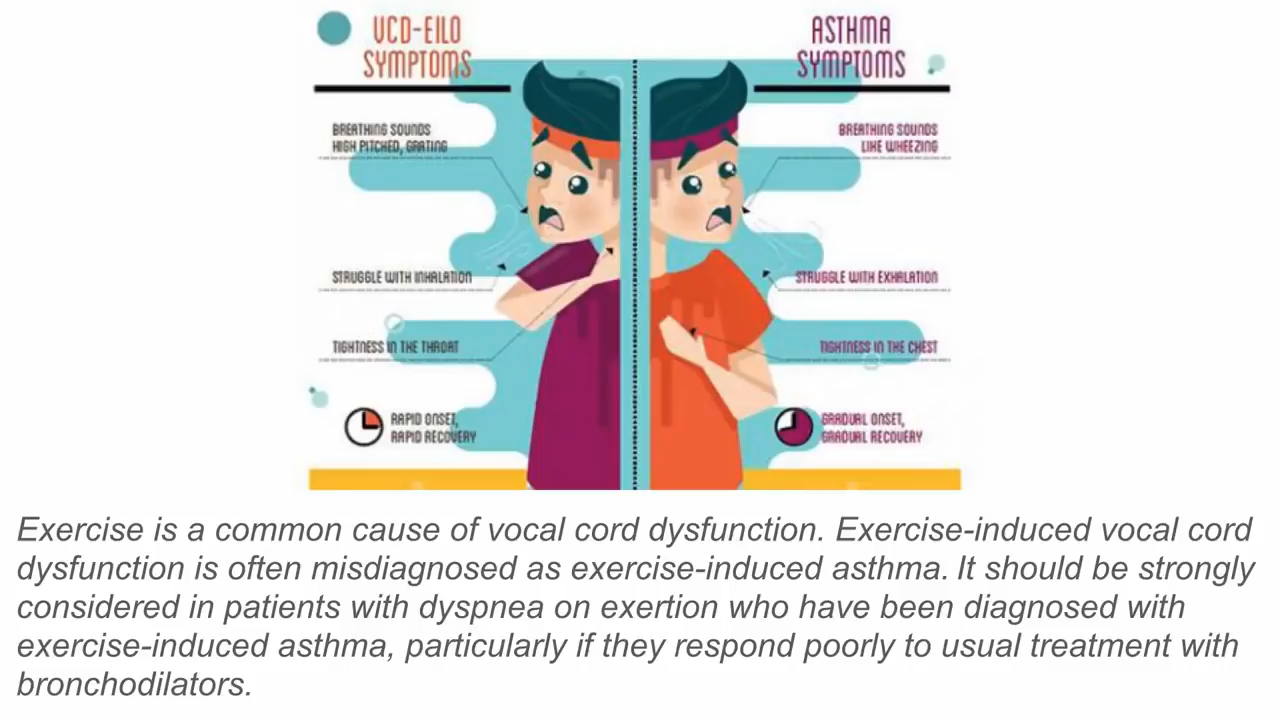 VCD-EILO
SYMPTOMS
BREATHING SOUNDS
HIGH PITCHED, GRATING
STRUGGLE WITH INHALATION
TIGHTNESS IN THE THROAT
RAPID ONSET,
RAPID RECOVERY
ASTHMA
SYMPTOMS
BREATHING SOUNDS
LIKE WHEEZING
STRUGGLE WITH EXHALATION
TIGHTNESS IN THE CHEST
GRADUAL ONSET,
GRADUAL RECOVERY
Exercise is a common cause of vocal cord dysfunction. Exercise-induced vocal cord
dysfunction is often misdiagnosed as exercise-induced asthma. It should be strongly
considered in patients with dyspnea on exertion who have been diagnosed with
exercise-induced asthma, particularly if they respond poorly to usual treatment with
bronchodilators.